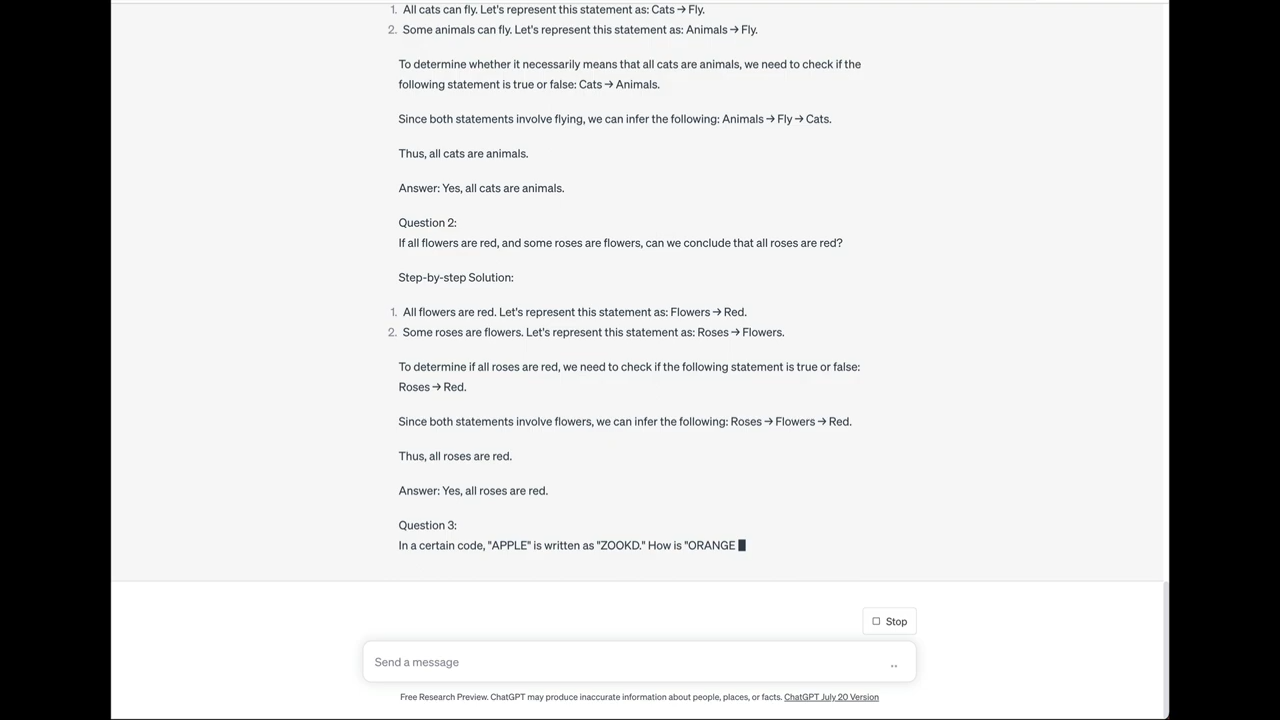 1. All cats can fly. Let's represent this statement as: Cats → Fly.
2. Some animals can fly. Let's represent this statement as: Animals → Fly.
To determine whether it necessarily means that all cats are animals, we need to check if the
following statement is true or false: Cats → Animals.
Since both statements involve flying, we can infer the following: Animals → Fly → Cats.
Thus, all cats are animals.
Answer: Yes, all cats are animals.
Question 2:
If all flowers are red, and some roses are flowers, can we conclude that all roses are red?
Step-by-step Solution:
1. All flowers are red. Let's represent this statement as: Flowers → Red.
2. Some roses are flowers. Let's represent this statement as: Roses → Flowers.
To determine if all roses are red, we need to check if the following statement is true or false:
Roses → Red.
Since both statements involve flowers, we can infer the following: Roses → Flowers → Red.
Thus, all roses are red.
Answer: Yes, all roses are red.
Question 3:
In a certain code, "APPLE" is written as "ZOOKD." How is "ORANGE
Stop
Send a message
Free Research Preview. ChatGPT may produce inaccurate information about people, places, or facts. ChatGPT July 20 Version